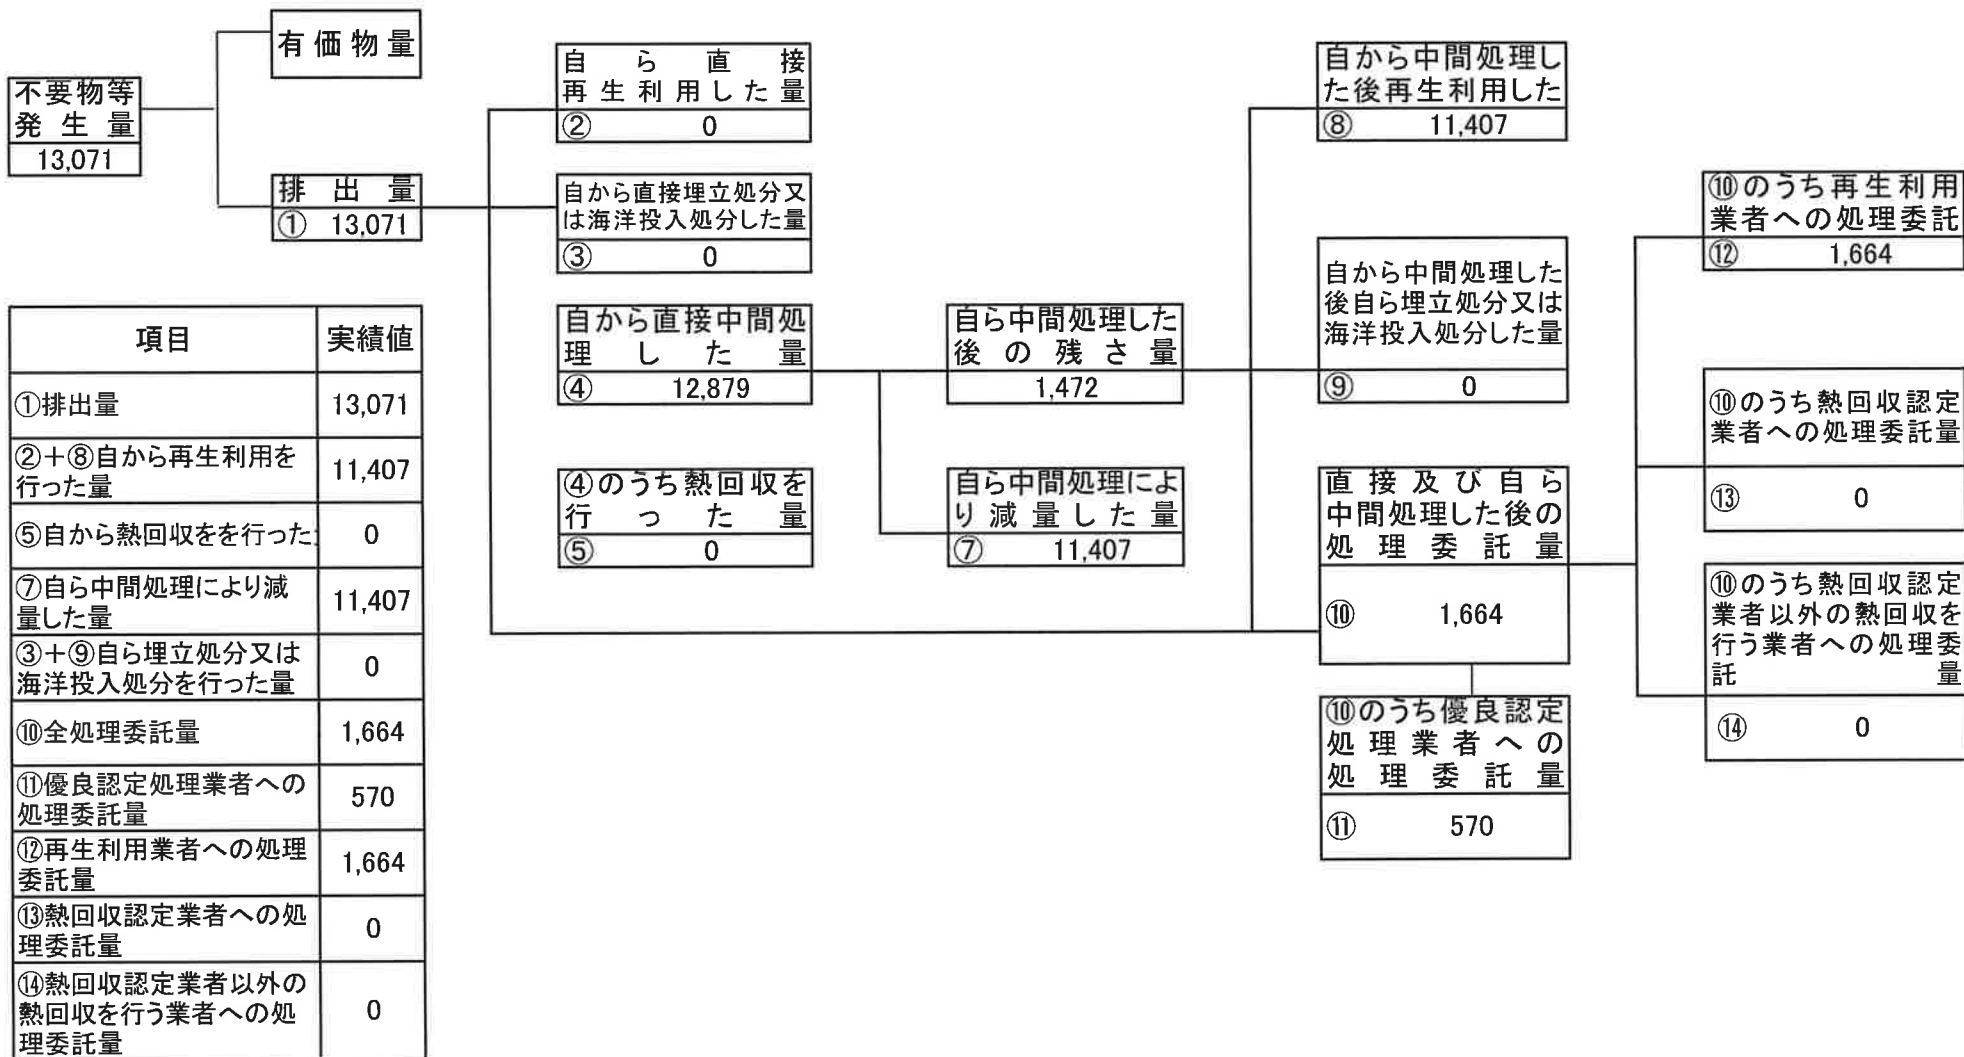 有価物量
不要物等
発生量
13,071
排出量
① 13,071
自ら直接
再生利用した量
② 0
自から直接埋立処分又
は海洋投入処分した量
③ 0
自から直接中間処
理した量
④ 12,879
④のうち熱回収を
行った量
⑤ 0
自ら中間処理した
後の残さ量
1,472
自ら中間処理によ
り減量した量
⑦ 11,407
自から中間処理し
た後再生利用した
⑧ 11,407
自から中間処理した
後自ら埋立処分又は
海洋投入処分した量
⑨ 0
直接及び自ら
中間処理した後の
処理委託量
⑩ 1,664
⑩のうち優良認定
処理業者への
処理委託量
⑪ 570
⑩のうち再生利用
業者への処理委託
⑫ 1,664
⑩のうち熱回収認定
業者への処理委託量
⑬ 0
⑩のうち熱回収認定
業者以外の熱回収を
行う業者への処理委
託量
⑭ 0
項目 実績値
①排出量 13,071
②＋⑧自から再生利用を
行った量 11,407
⑤自から熱回収をを行った 0
⑦自ら中間処理により減
量した量 11,407
③＋⑨自ら埋立処分又は
海洋投入処分を行った量 0
⑩全処理委託量 1,664
⑪優良認定処理業者への
処理委託量 570
⑫再生利用業者への処理
委託量 1,664
⑬熱回収認定業者への処
理委託量 0
⑭熱回収認定業者以外の
熱回収を行う業者への処
理委託量 0